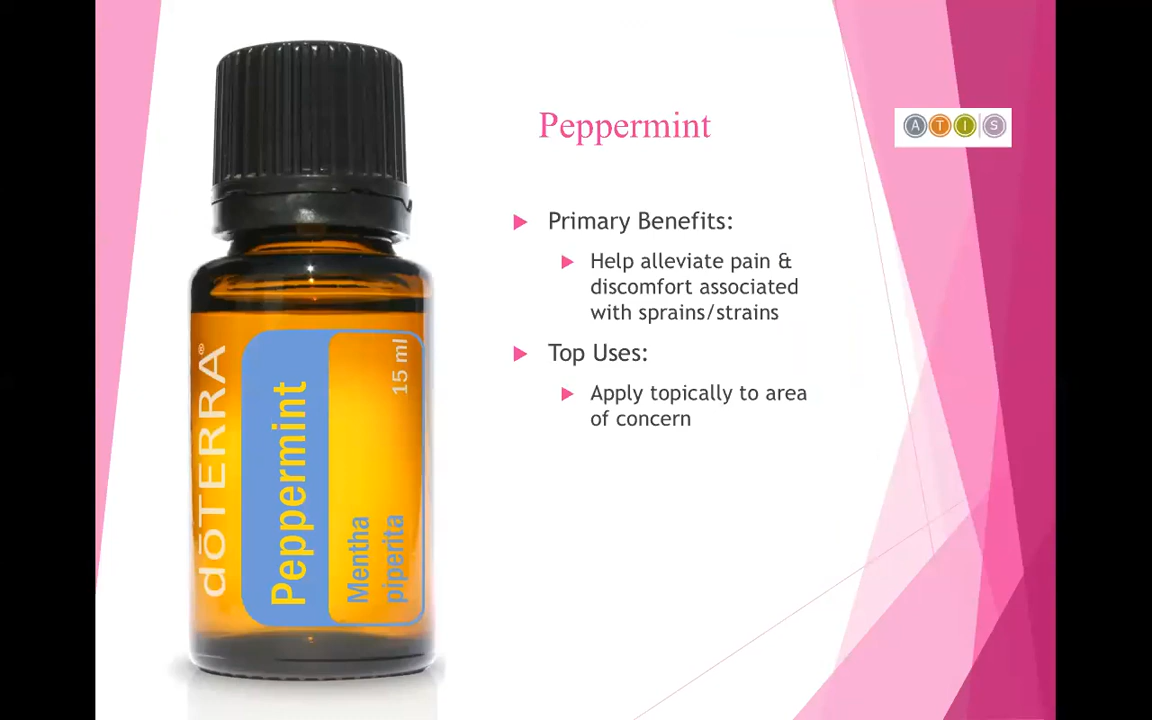 Peppermint
A T I S
Primary Benefits:
Help alleviate pain &
discomfort associated
with sprains/strains
Top Uses:
Apply topically to area
of concern
dōTERRA®
Peppermint
Mentha
piperita
15 ml